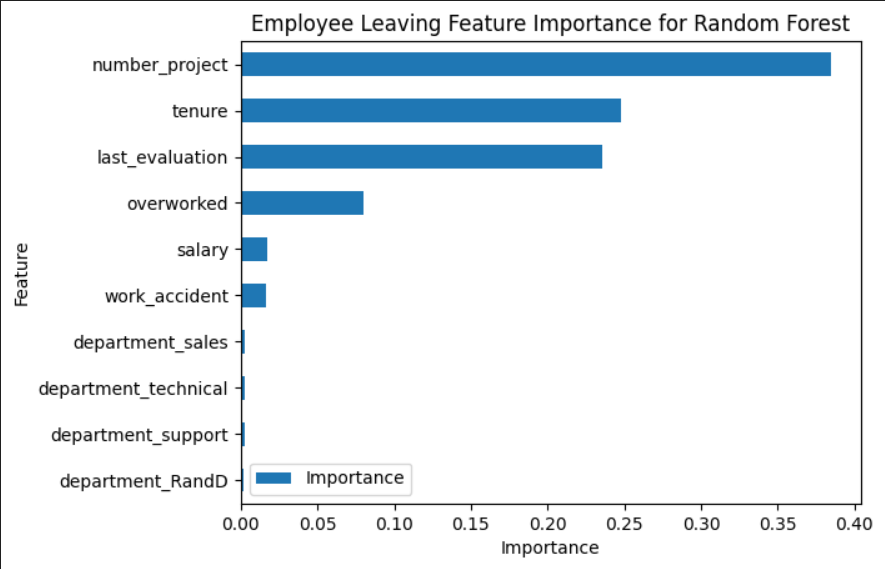 Employee Leaving Feature Importance for Random Forest
number_project
tenure
last_evaluation
overworked
salary
work_accident
department_sales
department_technical
department_support
department_RandD
Feature
Importance
0.00 0.05 0.10 0.15 0.20 0.25 0.30 0.35 0.40
Importance